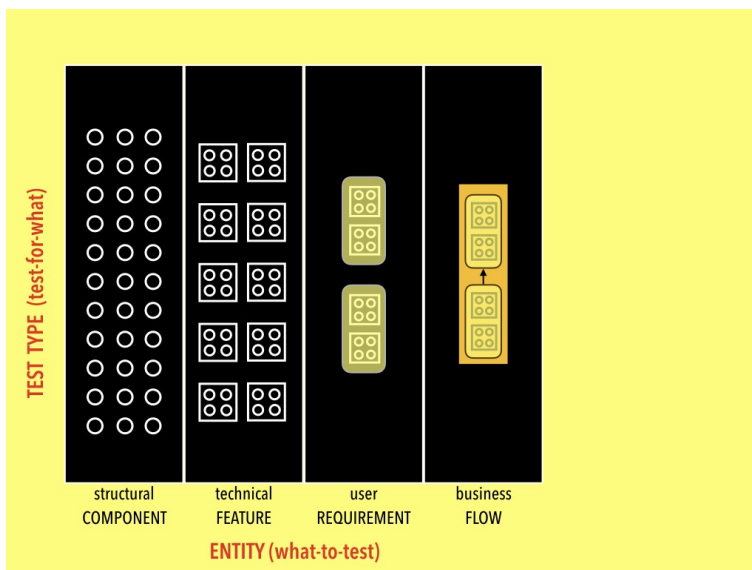 TEST TYPE (test-for-what)
structural
COMPONENT
technical
FEATURE
user
REQUIREMENT
business
FLOW
ENTITY (what-to-test)